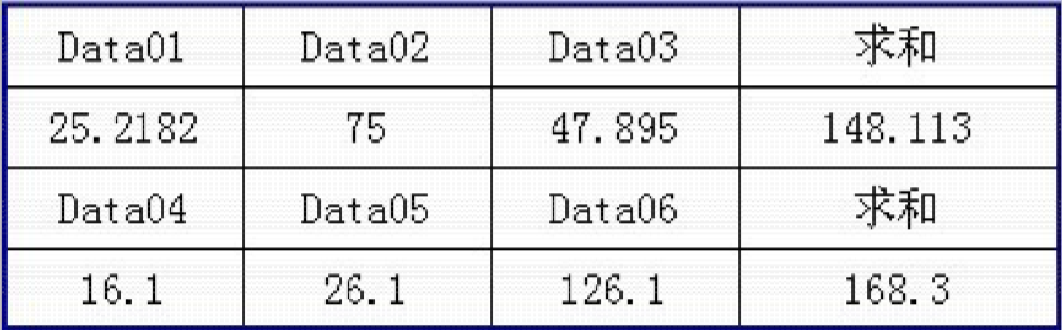 Data01 Data02 Data03 求和
25.2182 75 47.895 148.113
Data04 Data05 Data06 求和
16.1 26.1 126.1 168.3